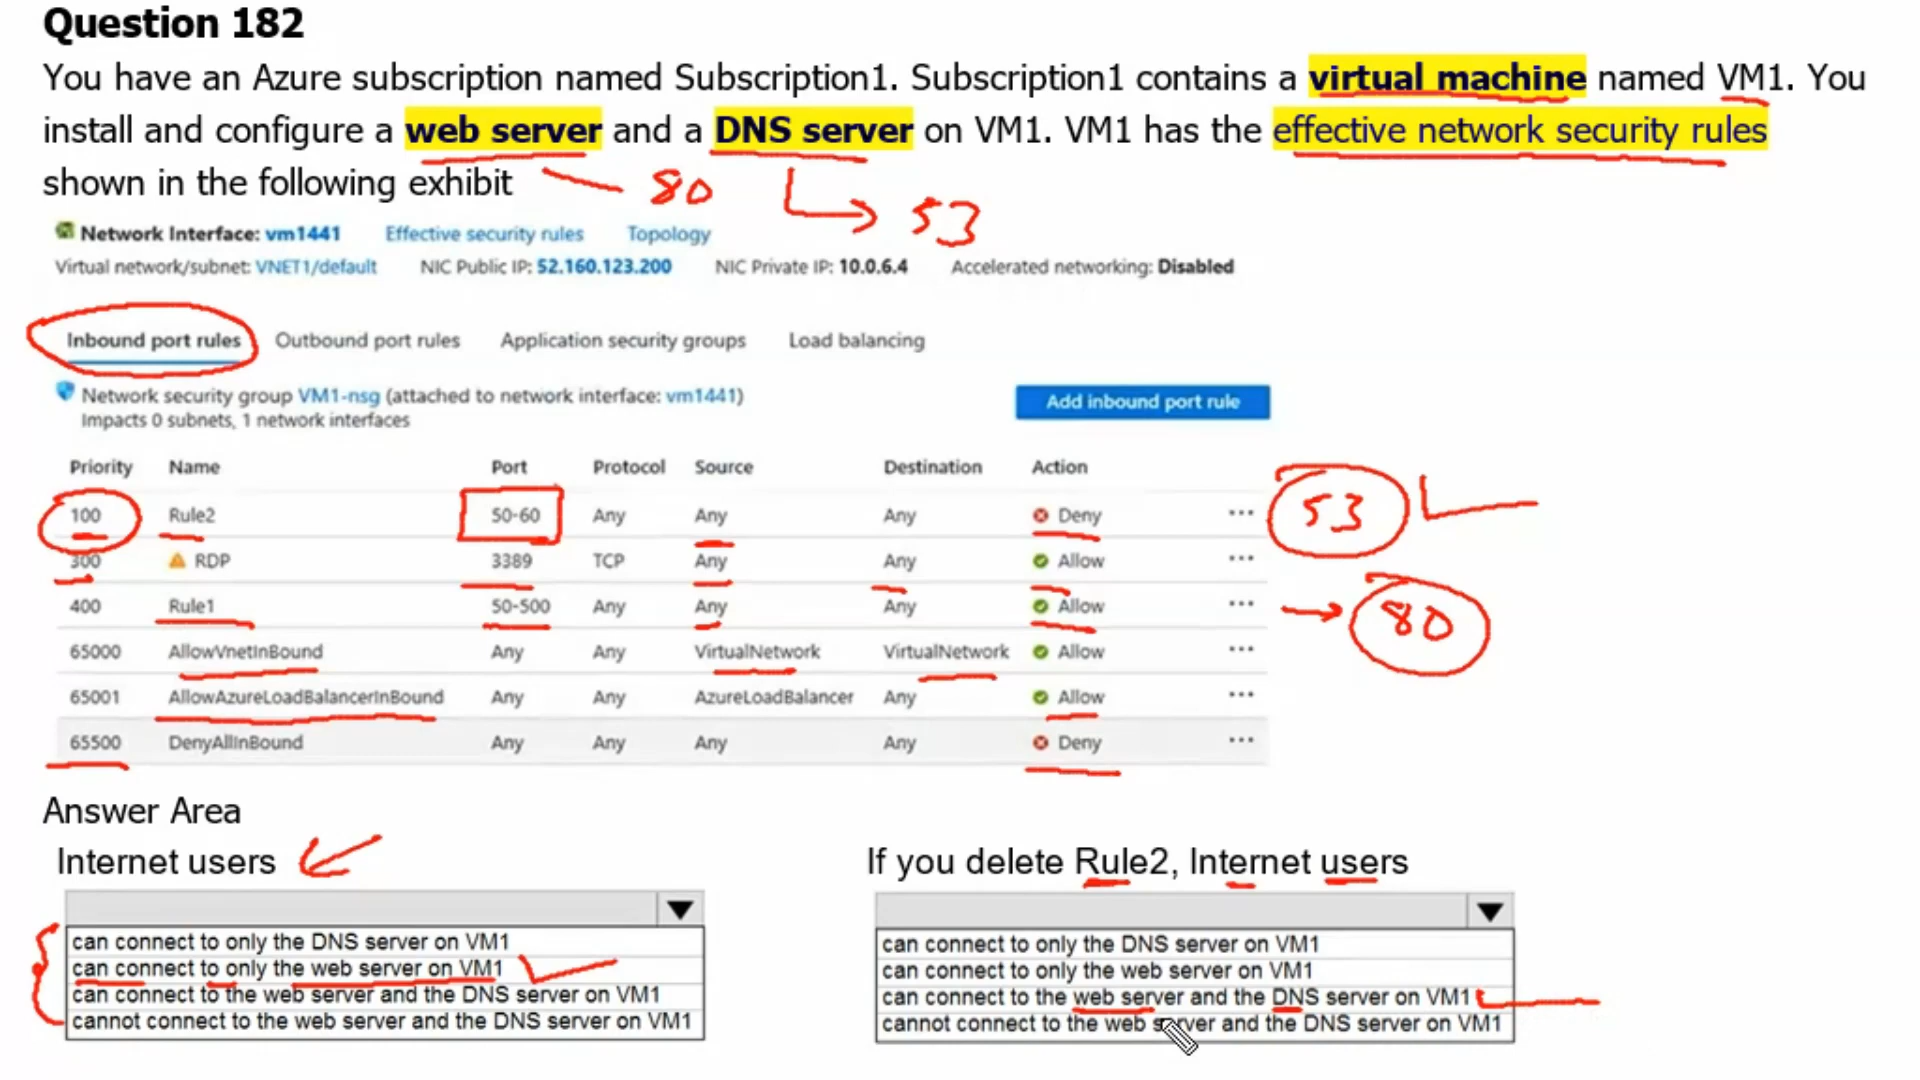 Question 182
You have an Azure subscription named Subscription1. Subscription1 contains a virtual machine named VM1. You
install and configure a web server and a DNS server on VM1. VM1 has the effective network security rules
shown in the following exhibit
80
53
Network Interface: vm1441 Effective security rules Topology
Virtual network/subnet: VNET1/default NIC Public IP: 52.160.123.200 NIC Private IP: 10.0.6.4 Accelerated networking: Disabled
Inbound port rules Outbound port rules Application security groups Load balancing
Network security group VM1-nsg (attached to network interface: vm1441)
Impacts 0 subnets, 1 network interfaces
Add inbound port rule
Priority Name Port Protocol Source Destination Action
100 Rule2 50-60 Any Any Any Deny ... 53
300 RDP 3389 TCP Any Any Allow ...
400 Rule1 50-500 Any Any Any Allow ... 80
65000 AllowVnetInBound Any Any VirtualNetwork VirtualNetwork Allow ...
65001 AllowAzureLoadBalancerInBound Any Any AzureLoadBalancer Any Allow ...
65500 DenyAllInBound Any Any Any Any Deny ...
Answer Area
Internet users
can connect to only the DNS server on VM1
can connect to only the web server on VM1
can connect to the web server and the DNS server on VM1
cannot connect to the web server and the DNS server on VM1
If you delete Rule2, Internet users
can connect to only the DNS server on VM1
can connect to only the web server on VM1
can connect to the web server and the DNS server on VM1
cannot connect to the web server and the DNS server on VM1